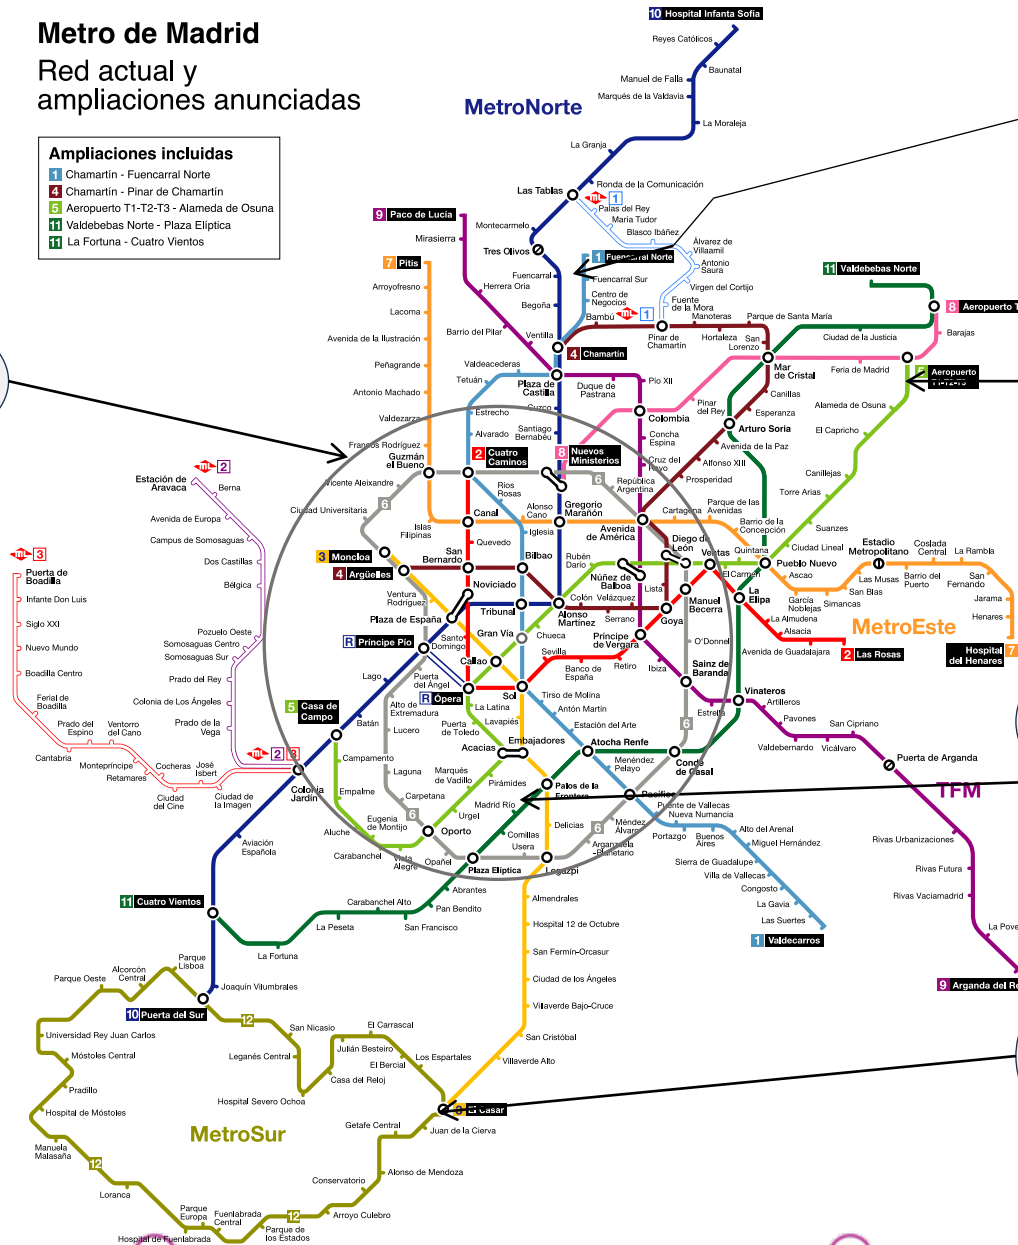 Metro de Madrid
Red actual y
ampliaciones anunciadas
Ampliaciones incluidas
1 Chamartín - Fuencarral Norte
4 Chamartín - Pinar de Chamartín
5 Aeropuerto T1-T2-T3 - Alameda de Osuna
11 Valdebebas Norte - Plaza Elíptica
11 La Fortuna - Cuatro Vientos
10 Hospital Infanta Sofía
Reyes Católicos
Baunatal
Manuel de Falla
Marqués de la Valdavia
MetroNorte
La Moraleja
La Granja
Ronda de la Comunicación
Las Tablas
ML 1
Palas del Rey
María Tudor
Blasco Ibáñez
Álvarez de
Villaamil
Antonio
Saura
Virgen del Cortijo
Fuente
de la Mora
ML 1
9 Paco de Lucía
Mirasierra
Montecarmelo
Tres Olivos
7 Pitis
1 Fuencarral Norte
Fuencarral
Fuencarral Sur
Arroyofresno
Herrera Oria
Centro de
Negocios
Begoña
Lacoma
Bambú
Barrio del Pilar
Ventilla
Avenida de la Ilustración
4 Chamartín
Pinar de
Chamartín
Manoteras
Hortaleza
Parque de Santa María
San
Lorenzo
11 Valdebebas Norte
8 Aeropuerto T
Barajas
Ciudad de la Justicia
Feria de Madrid
Mar
de Cristal
5 Aeropuerto
T1-T2-T3
Peñagrande
Valdeacederas
Tetuán
Plaza de
Castilla
Duque de
Pastrana
Pío XII
Antonio Machado
Canillas
Alameda de Osuna
Pinar
del Rey
Esperanza
Cuzco
Colombia
Valdezarza
Estrecho
Arturo Soria
El Capricho
Alvarado
Santiago
Bernabéu
Concha
Espina
Avenida de la Paz
Francos Rodríguez
Guzmán
el Bueno
2 Cuatro
Caminos
8 Nuevos
Ministerios
Cruz del
Rayo
Alfonso XIII
Prosperidad
Canillejas
6
República
Argentina
Torre Arias
Vicente Aleixandre
Ríos
Rosas
ML 2
Estación de
Aravaca
Berna
Ciudad Universitaria
6
Alonso
Cano
Gregorio
Marañón
Cartagena
Parque de las
Avenidas
Barrio de la
Concepción
Suanzes
Avenida de Europa
Islas
Filipinas
Canal
Iglesia
Avenida
de América
Campus de Somosaguas
Quevedo
Diego de
León
Ciudad Lineal
Estadio
Metropolitano
Coslada
Central
La Rambla
3 Moncloa
San
Bernardo
Bilbao
Rubén
Darío
Ventas
Quintana
Pueblo Nuevo
ML 3
Puerta de
Boadilla
Dos Castillas
4 Argüelles
Núñez de
Balboa
El Carmen
Ascao
Las Musas
Barrio del
Puerto
San
Fernando
Infante Don Luis
Bélgica
Noviciado
Lista
La
Elipa
García
Noblejas
San Blas
Simancas
Jarama
Ventura
Rodríguez
Colón
Velázquez
Manuel
Becerra
Henares
Siglo XXI
Plaza de España
Tribunal
Alonso
Martínez
Serrano
Goya
La Almudena
MetroEste
Pozuelo Oeste
Somosaguas Centro
Somosaguas Sur
R Príncipe Pío
Santo
Domingo
Gran Vía
Chueca
Príncipe
de Vergara
O'Donnell
Alsacia
Avenida de Guadalajara
2 Las Rosas
Hospital
del Henares 7
Nuevo Mundo
Callao
Sevilla
Banco de
España
Retiro
Ibiza
Sainz de
Baranda
Boadilla Centro
Prado del Rey
Lago
Puerta
del Ángel
R Ópera
Sol
Colonia de Los Ángeles
5 Casa de
Campo
Batán
Alto de
Extremadura
La Latina
Tirso de Molina
Antón Martín
Estrella
Vinateros
Artilleros
Ferial de
Boadilla
Prado del
Espino
Ventorro
del Cano
Prado de la
Vega
Lucero
Puerta
de Toledo
Lavapiés
Estación del Arte
6
Pavones
San Cipriano
Acacias
Embajadores
Atocha Renfe
Valdebernardo
Vicálvaro
Cantabria
Montepríncipe
Retamares
Cocheras
José
Isbert
ML 2 3
Campamento
Laguna
Marqués
de Vadillo
Pirámides
Menéndez
Pelayo
Conde
de Casal
Puerta de Arganda
Ciudad
del Cine
Ciudad de
la Imagen
Colonia
Jardín
Empalme
Carpetana
Palos de la
Frontera
Pacífico
TFM
Madrid Río
Urgel
Puente de Vallecas
Nueva Numancia
Aluche
Eugenia
de Montijo
6
Oporto
Delicias
Méndez
Álvaro
6
Portazgo
Buenos
Aires
Alto del Arenal
Miguel Hernández
Rivas Urbanizaciones
Aviación
Española
Carabanchel
Vista
Alegre
Opañel
Comillas
Usera
Arganzuela
-Planetario
Sierra de Guadalupe
Villa de Vallecas
Rivas Futura
Plaza Elíptica
Legazpi
Congosto
Rivas Vaciamadrid
Abrantes
Almendrales
La Gavia
11 Cuatro Vientos
Carabanchel Alto
Pan Bendito
Las Suertes
La Peseta
San Francisco
Hospital 12 de Octubre
La Pove
1 Valdecarros
La Fortuna
San Fermín-Orcasur
Parque
Lisboa
Alcorcón
Central
Parque Oeste
Joaquín Vilumbrales
Ciudad de los Ángeles
9 Arganda del Re
10 Puerta del Sur
Villaverde Bajo-Cruce
12
San Nicasio
El Carrascal
Universidad Rey Juan Carlos
San Cristóbal
Julián Besteiro
Los Espartales
Móstoles Central
Leganés Central
El Bercial
Villaverde Alto
Casa del Reloj
Pradillo
Hospital Severo Ochoa
3 El Casar
Hospital de Móstoles
MetroSur
Getafe Central
Juan de la Cierva
Manuela
Malasaña
12
Alonso de Mendoza
Loranca
Conservatorio
Parque
Europa
Fuenlabrada
Central
12
Arroyo Culebro
Hospital de Fuenlabrada
Parque de
los Estados